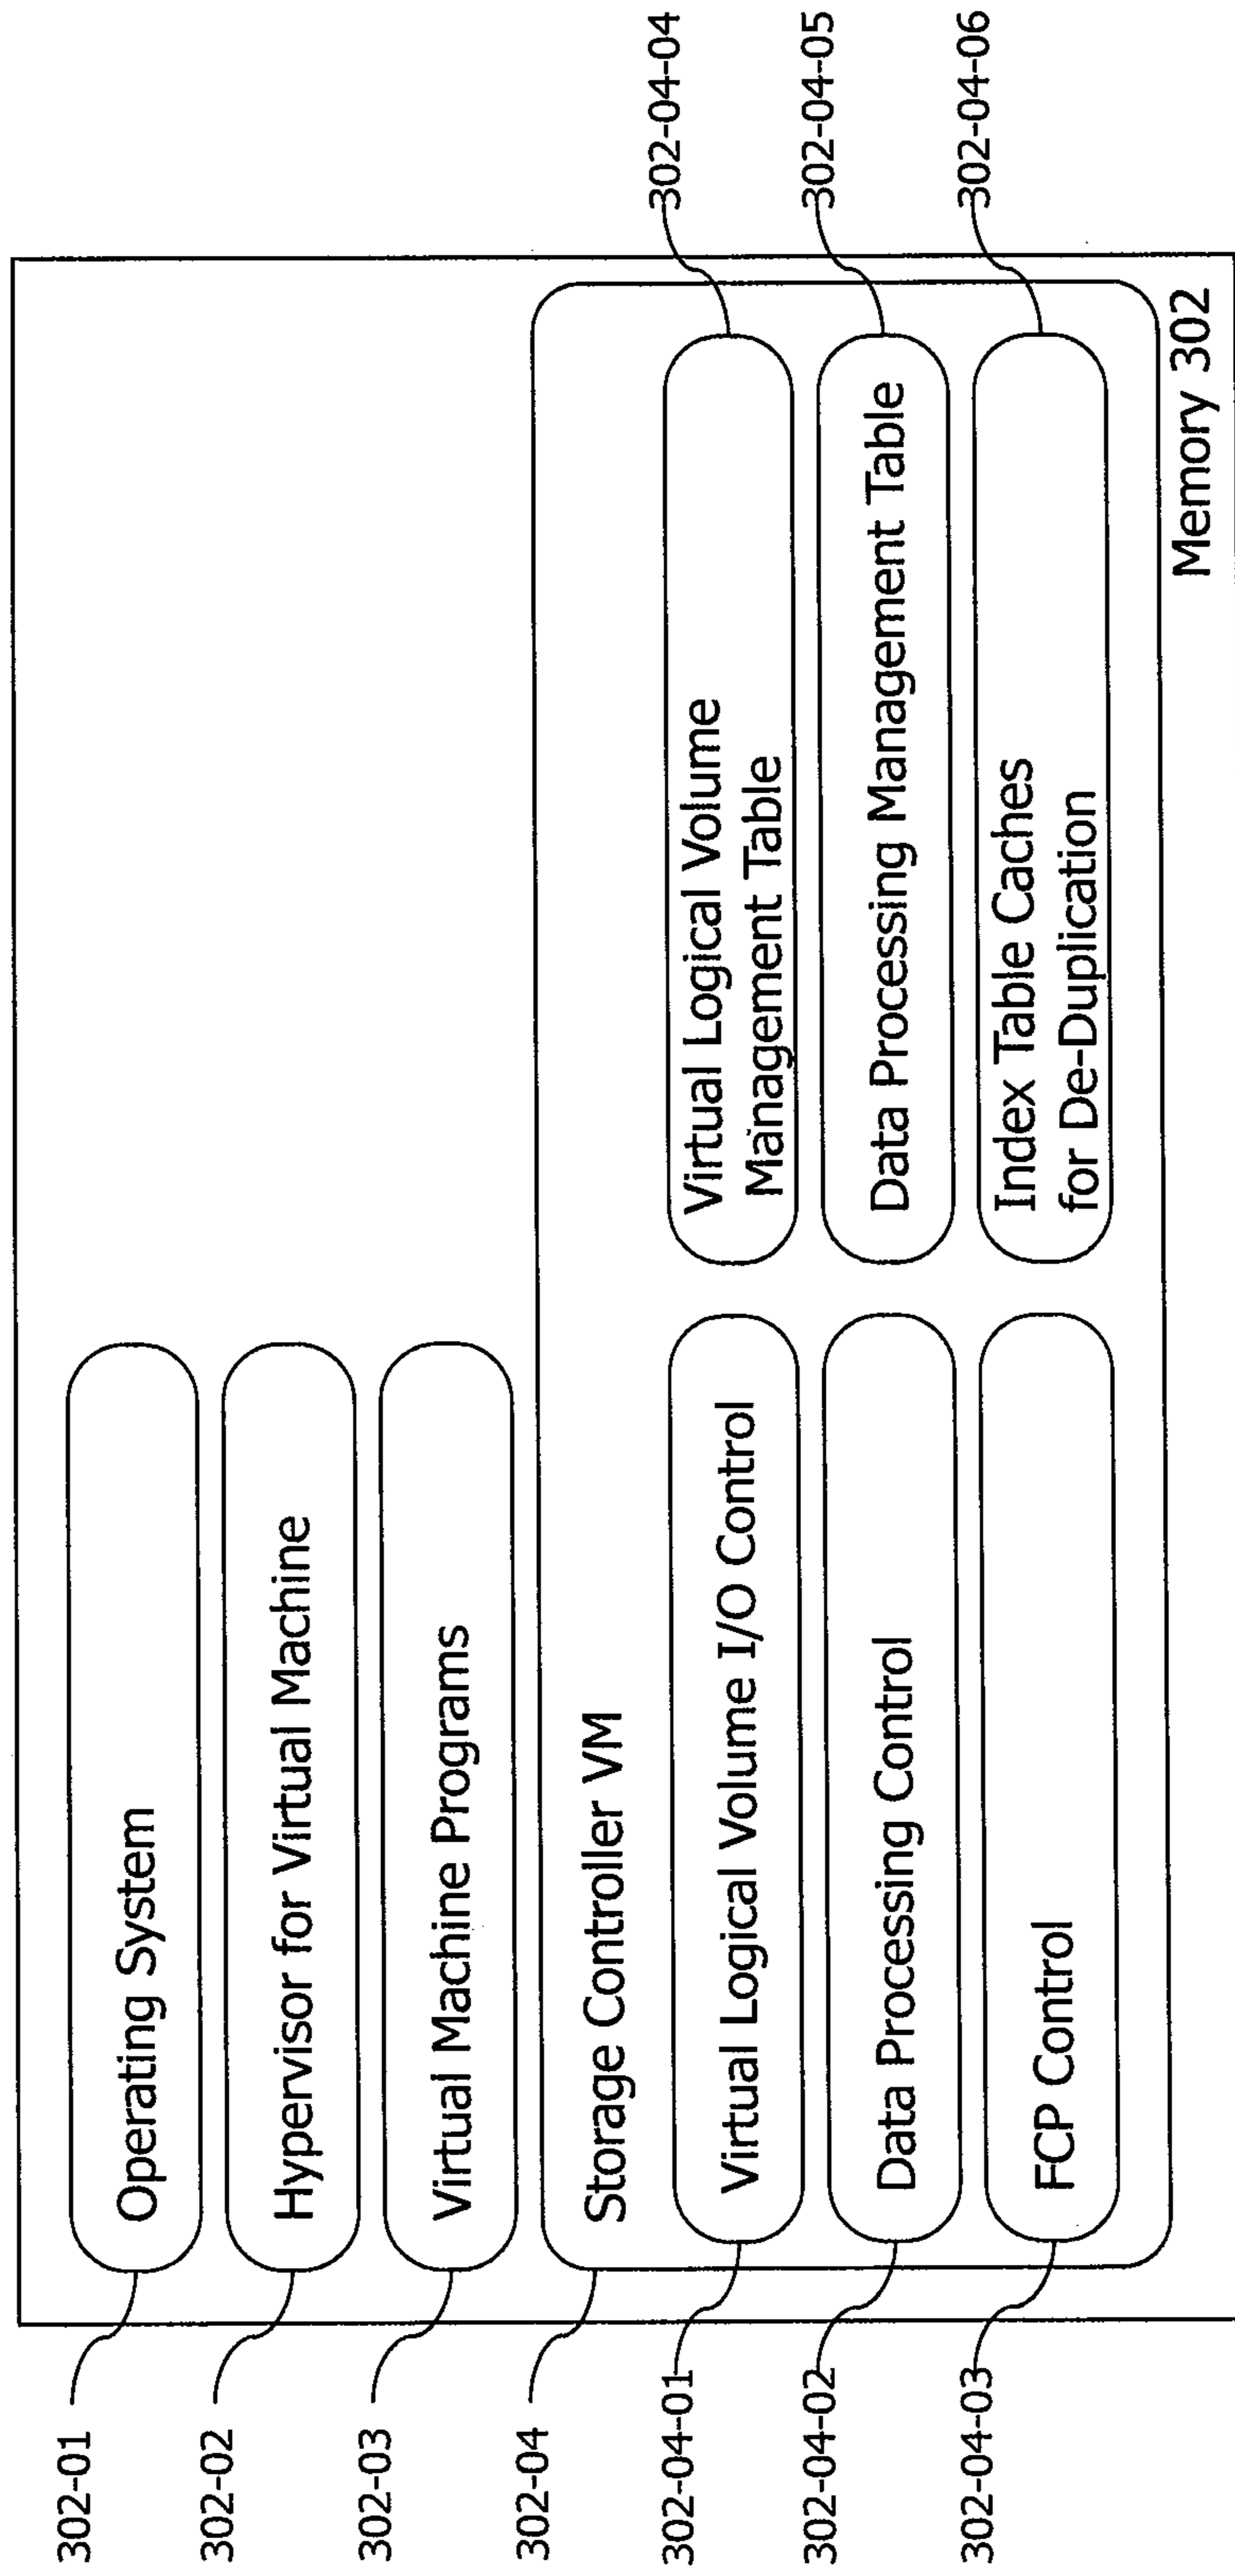 302-01
Operating System
302-02
Hypervisor for Virtual Machine
302-03
Virtual Machine Programs
302-04
Storage Controller VM
302-04-01
Virtual Logical Volume I/O Control
302-04-02
Data Processing Control
302-04-03
FCP Control
Virtual Logical Volume
Management Table
302-04-04
Data Processing Management Table
302-04-05
Index Table Caches
for De-Duplication
302-04-06
Memory 302